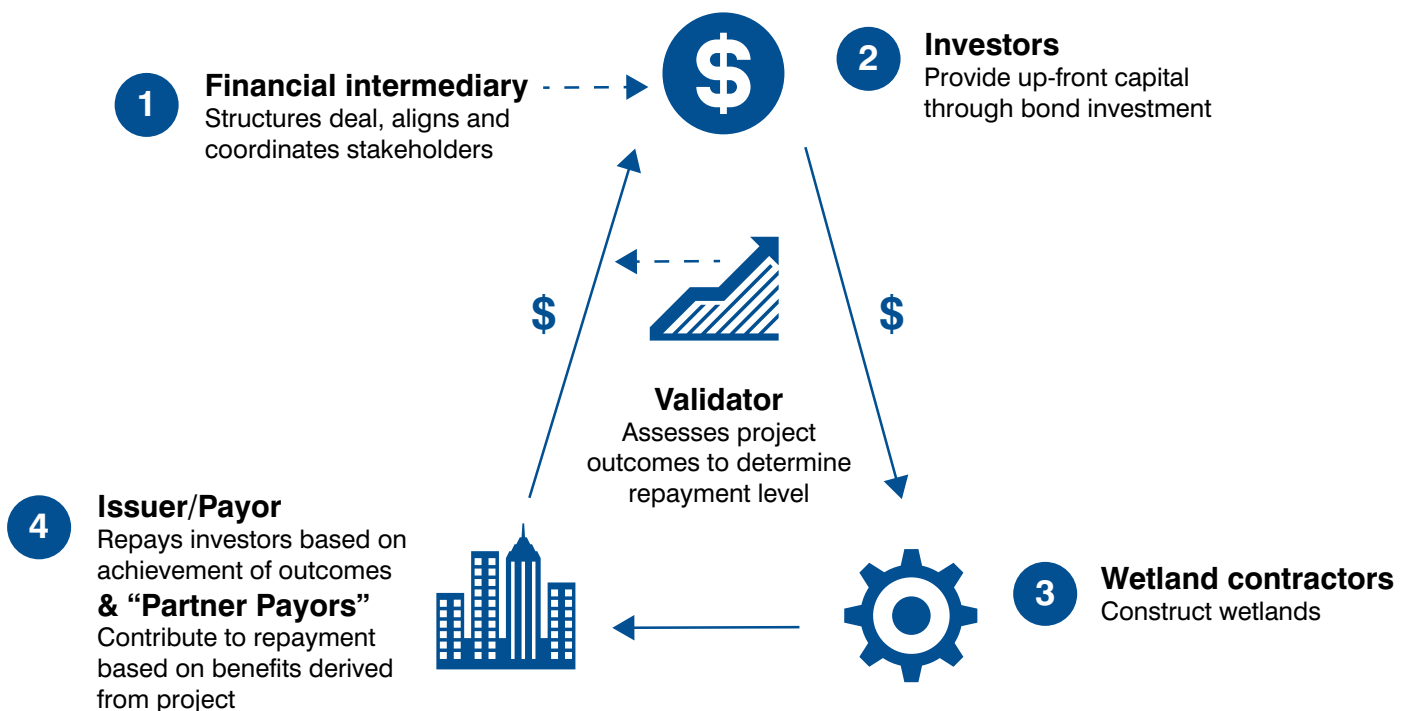 1
Financial intermediary
Structures deal, aligns and
coordinates stakeholders
$
2
Investors
Provide up-front capital
through bond investment
$
$
Validator
Assesses project
outcomes to determine
repayment level
4
Issuer/Payor
Repays investors based on
achievement of outcomes
& “Partner Payors”
Contribute to repayment
based on benefits derived
from project
3
Wetland contractors
Construct wetlands